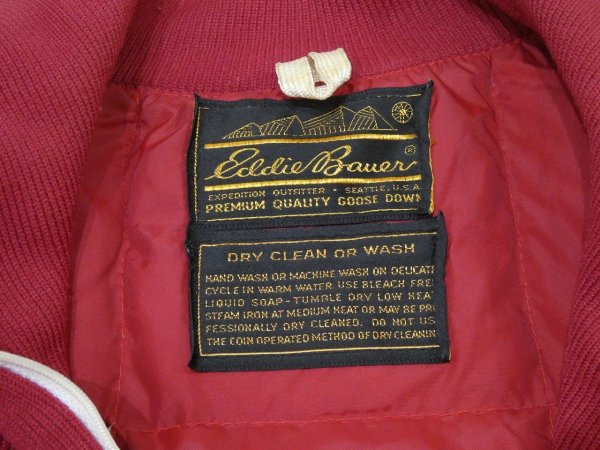 Eddie Bauer ®
EXPEDITION OUTFITTER • SEATTLE, U.S.A.
PREMIUM QUALITY GOOSE DOWN
DRY CLEAN OR WASH
HAND WASH OR MACHINE WASH ON DELICATE
CYCLE IN WARM WATER. USE BLEACH FREE
LIQUID SOAP - TUMBLE DRY LOW HEAT
STEAM IRON AT MEDIUM HEAT OR MAY BE PRO
FESSIONALLY DRY CLEANED. DO NOT US
THE COIN OPERATED METHOD OF DRY CLEANIN